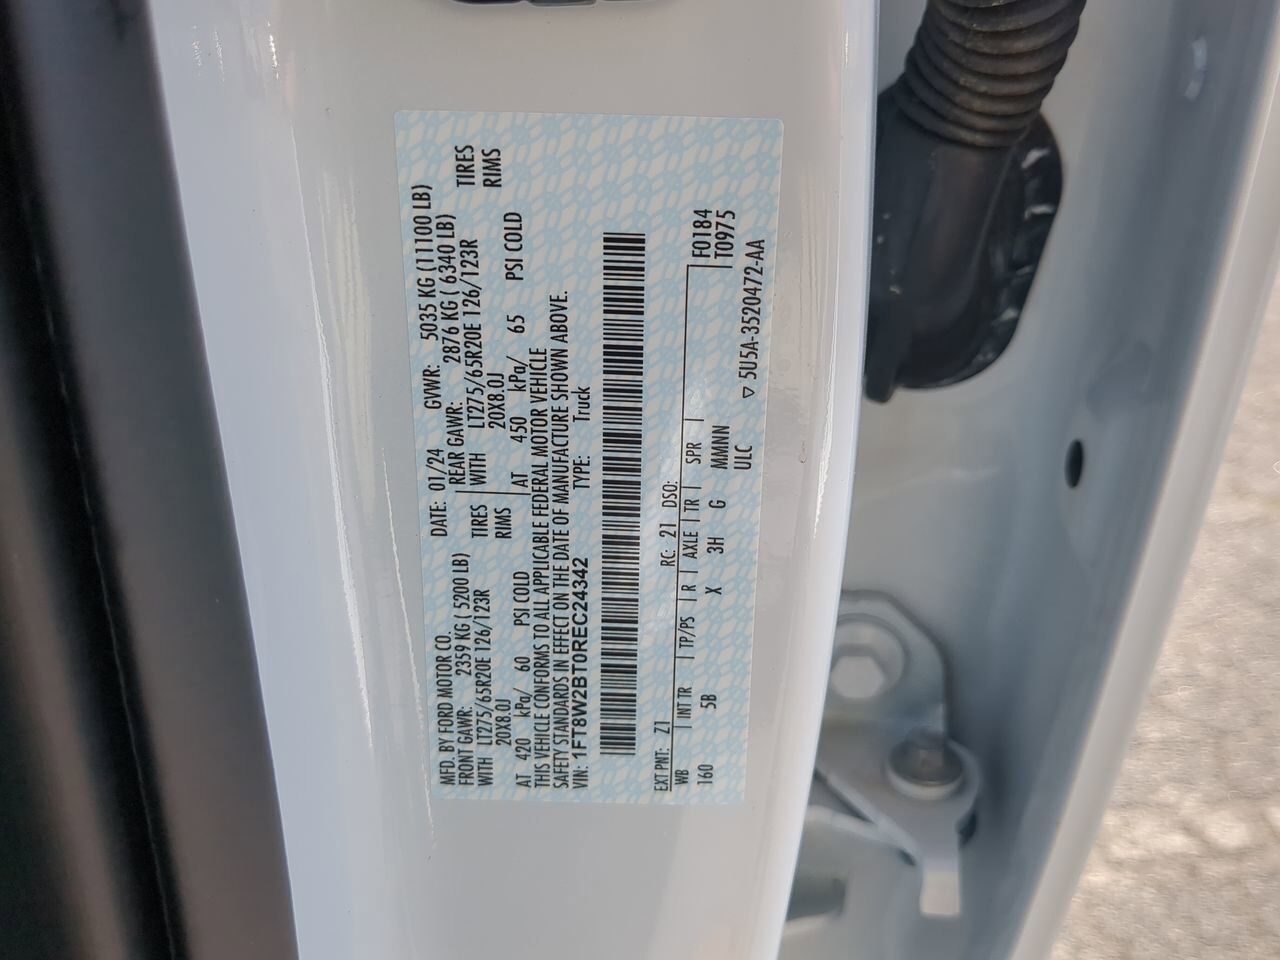 MFD. BY FORD MOTOR CO.
DATE: 01/24 GVWR: 5035 KG (11100 LB)
FRONT GAWR: 2359 KG ( 5200 LB)
REAR GAWR: 2876 KG ( 6340 LB)
WITH LT275/65R20E 126/123R TIRES
WITH LT275/65R20E 126/123R TIRES
20X8.0J RIMS
20X8.0J RIMS
AT 420 kPa/ 60 PSI COLD
AT 450 kPa/ 65 PSI COLD
THIS VEHICLE CONFORMS TO ALL APPLICABLE FEDERAL MOTOR VEHICLE
SAFETY STANDARDS IN EFFECT ON THE DATE OF MANUFACTURE SHOWN ABOVE.
VIN: 1FT8W2BT0REC24342 TYPE: Truck
EXT PNT: Z1 RC: 21 DSO: F0184
WB INT TR TP/PS R AXLE TR SPR T0975
160 5B X 3H G MMNNN
ULC
▽ 5U5A-3520472-AA